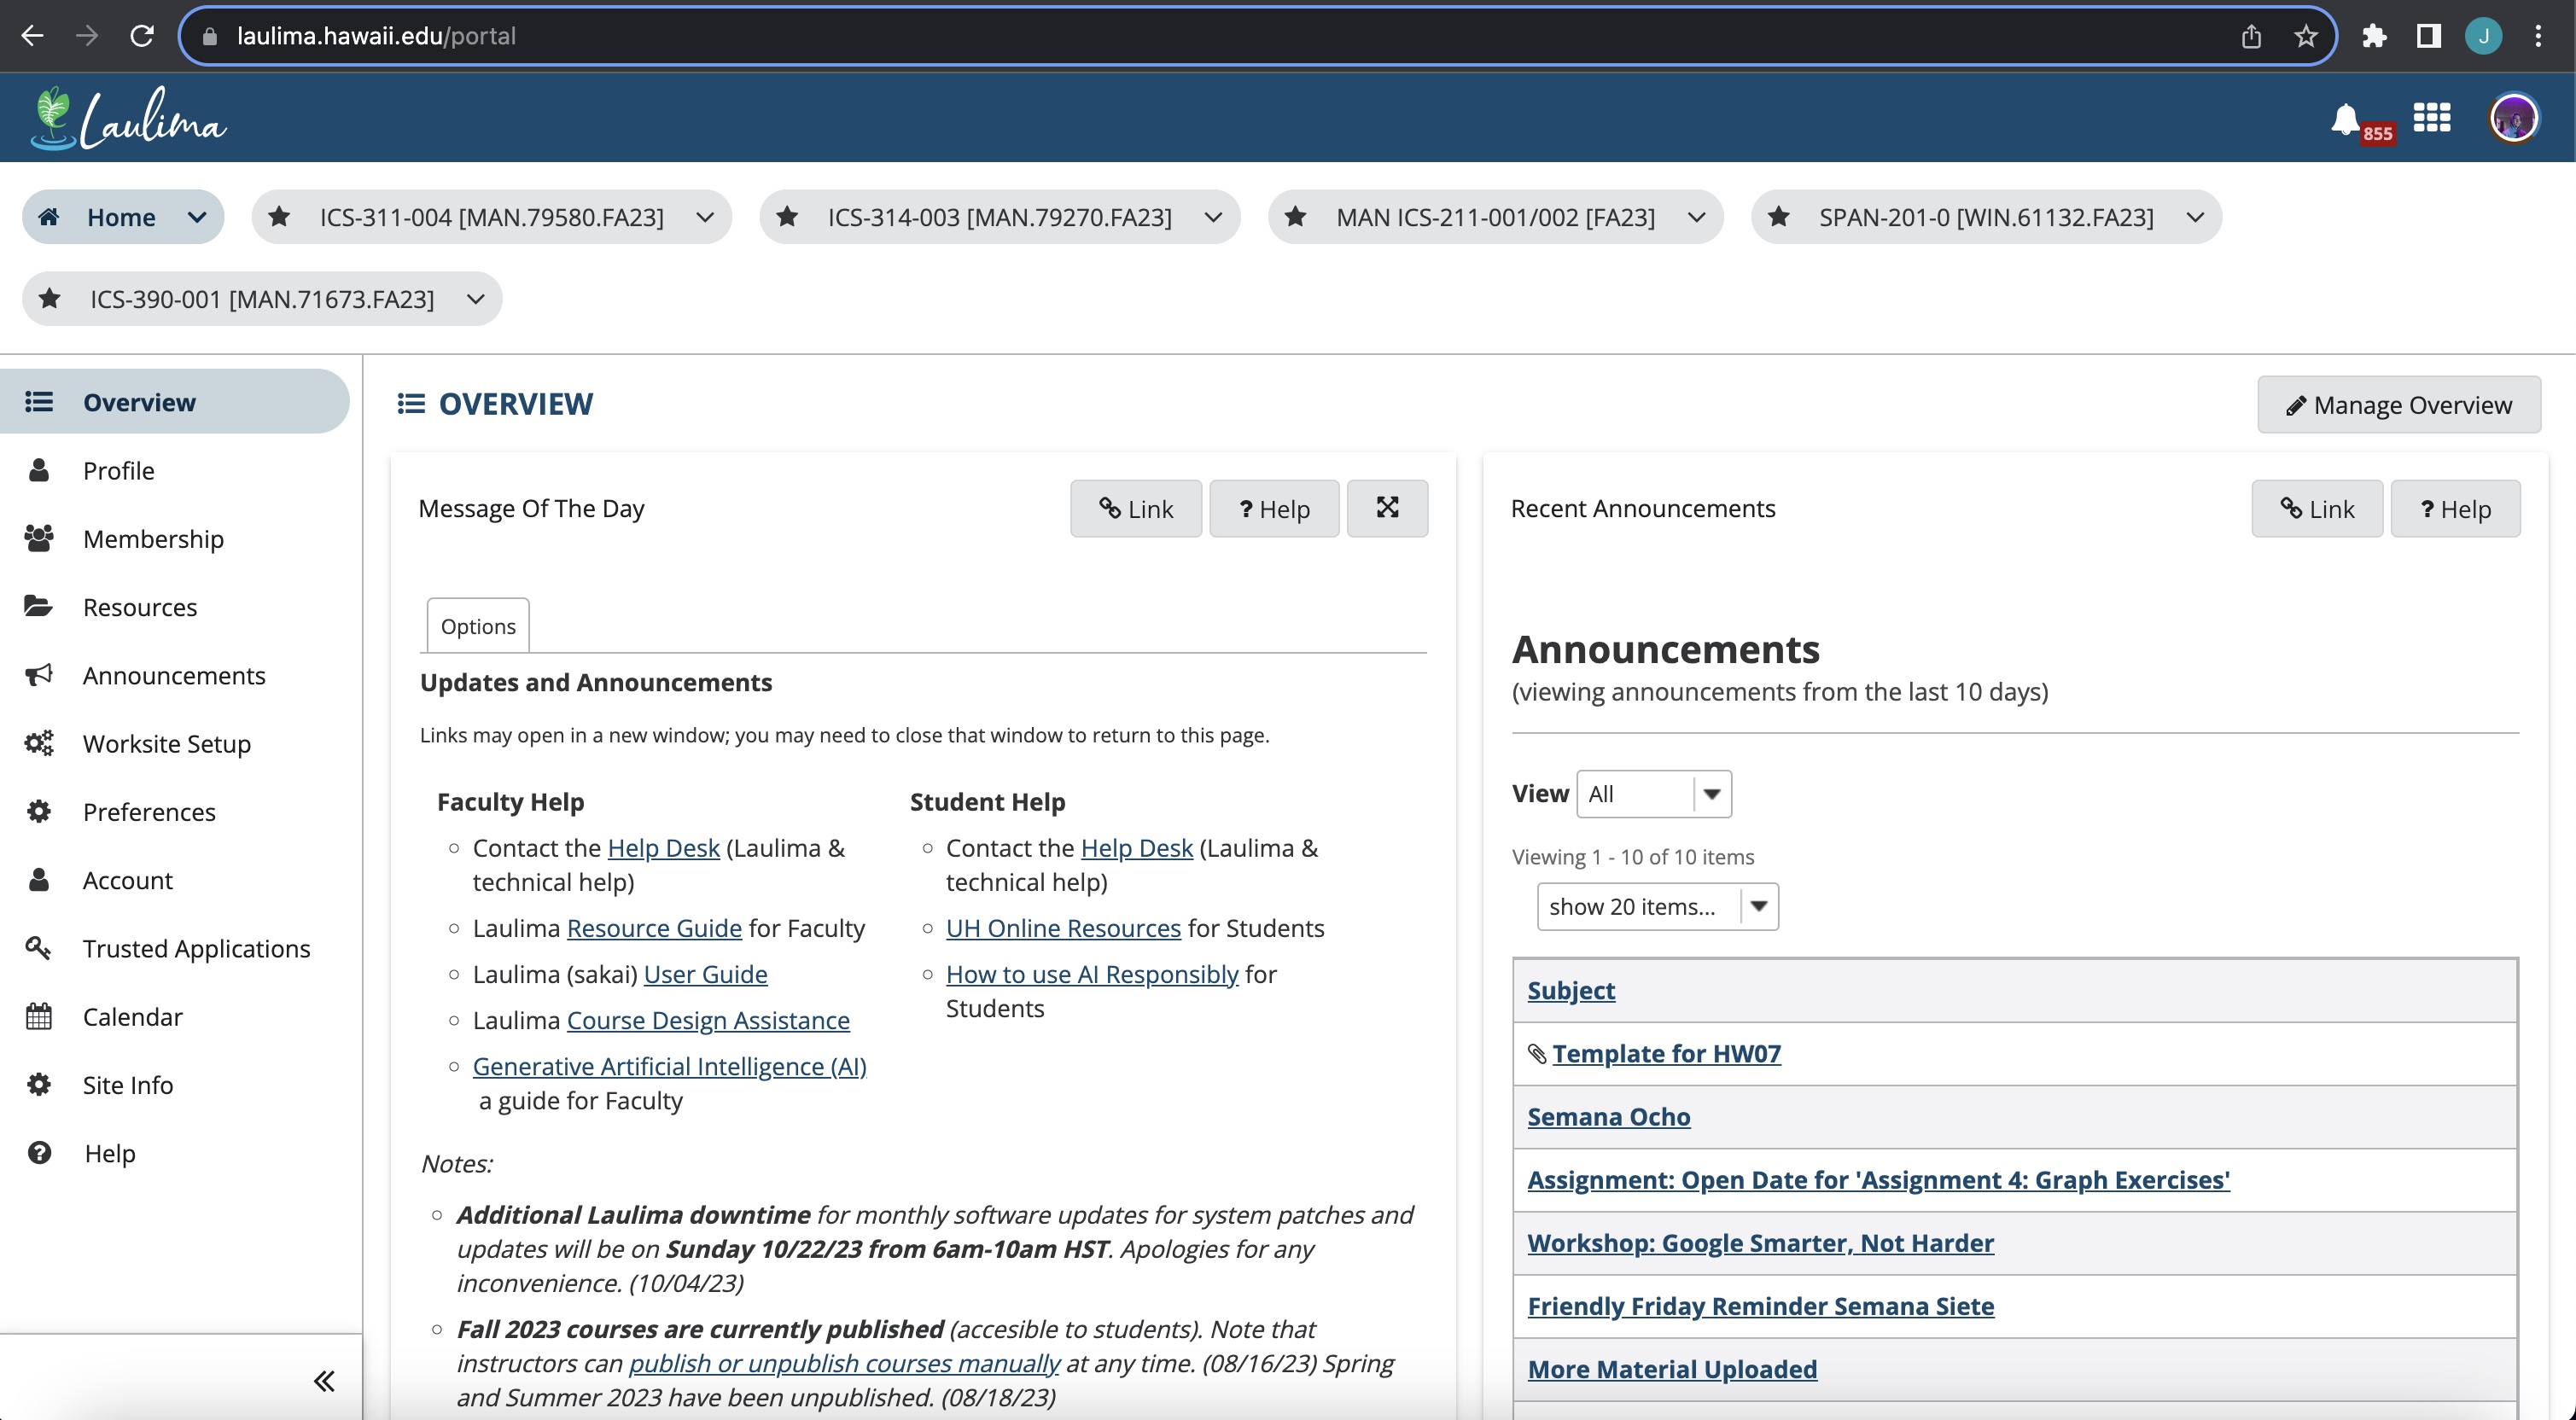 laulima.hawaii.edu/portal
J
Laulima
855
Home
ICS-311-004 [MAN.79580.FA23]
ICS-314-003 [MAN.79270.FA23]
MAN ICS-211-001/002 [FA23]
SPAN-201-0 [WIN.61132.FA23]
ICS-390-001 [MAN.71673.FA23]
Overview
Profile
Membership
Resources
Announcements
Worksite Setup
Preferences
Account
Trusted Applications
Calendar
Site Info
Help
OVERVIEW
Manage Overview
Message Of The Day
Link
? Help
Options
Updates and Announcements
Links may open in a new window; you may need to close that window to return to this page.
Faculty Help
Contact the Help Desk (Laulima &
technical help)
Laulima Resource Guide for Faculty
Laulima (sakai) User Guide
Laulima Course Design Assistance
Generative Artificial Intelligence (AI)
a guide for Faculty
Student Help
Contact the Help Desk (Laulima &
technical help)
UH Online Resources for Students
How to use AI Responsibly for
Students
Notes:
Additional Laulima downtime for monthly software updates for system patches and
updates will be on Sunday 10/22/23 from 6am-10am HST. Apologies for any
inconvenience. (10/04/23)
Fall 2023 courses are currently published (accesible to students). Note that
instructors can publish or unpublish courses manually at any time. (08/16/23) Spring
and Summer 2023 have been unpublished. (08/18/23)
Recent Announcements
Link
? Help
Announcements
(viewing announcements from the last 10 days)
View All
Viewing 1 - 10 of 10 items
show 20 items...
Subject
Template for HW07
Semana Ocho
Assignment: Open Date for 'Assignment 4: Graph Exercises'
Workshop: Google Smarter, Not Harder
Friendly Friday Reminder Semana Siete
More Material Uploaded